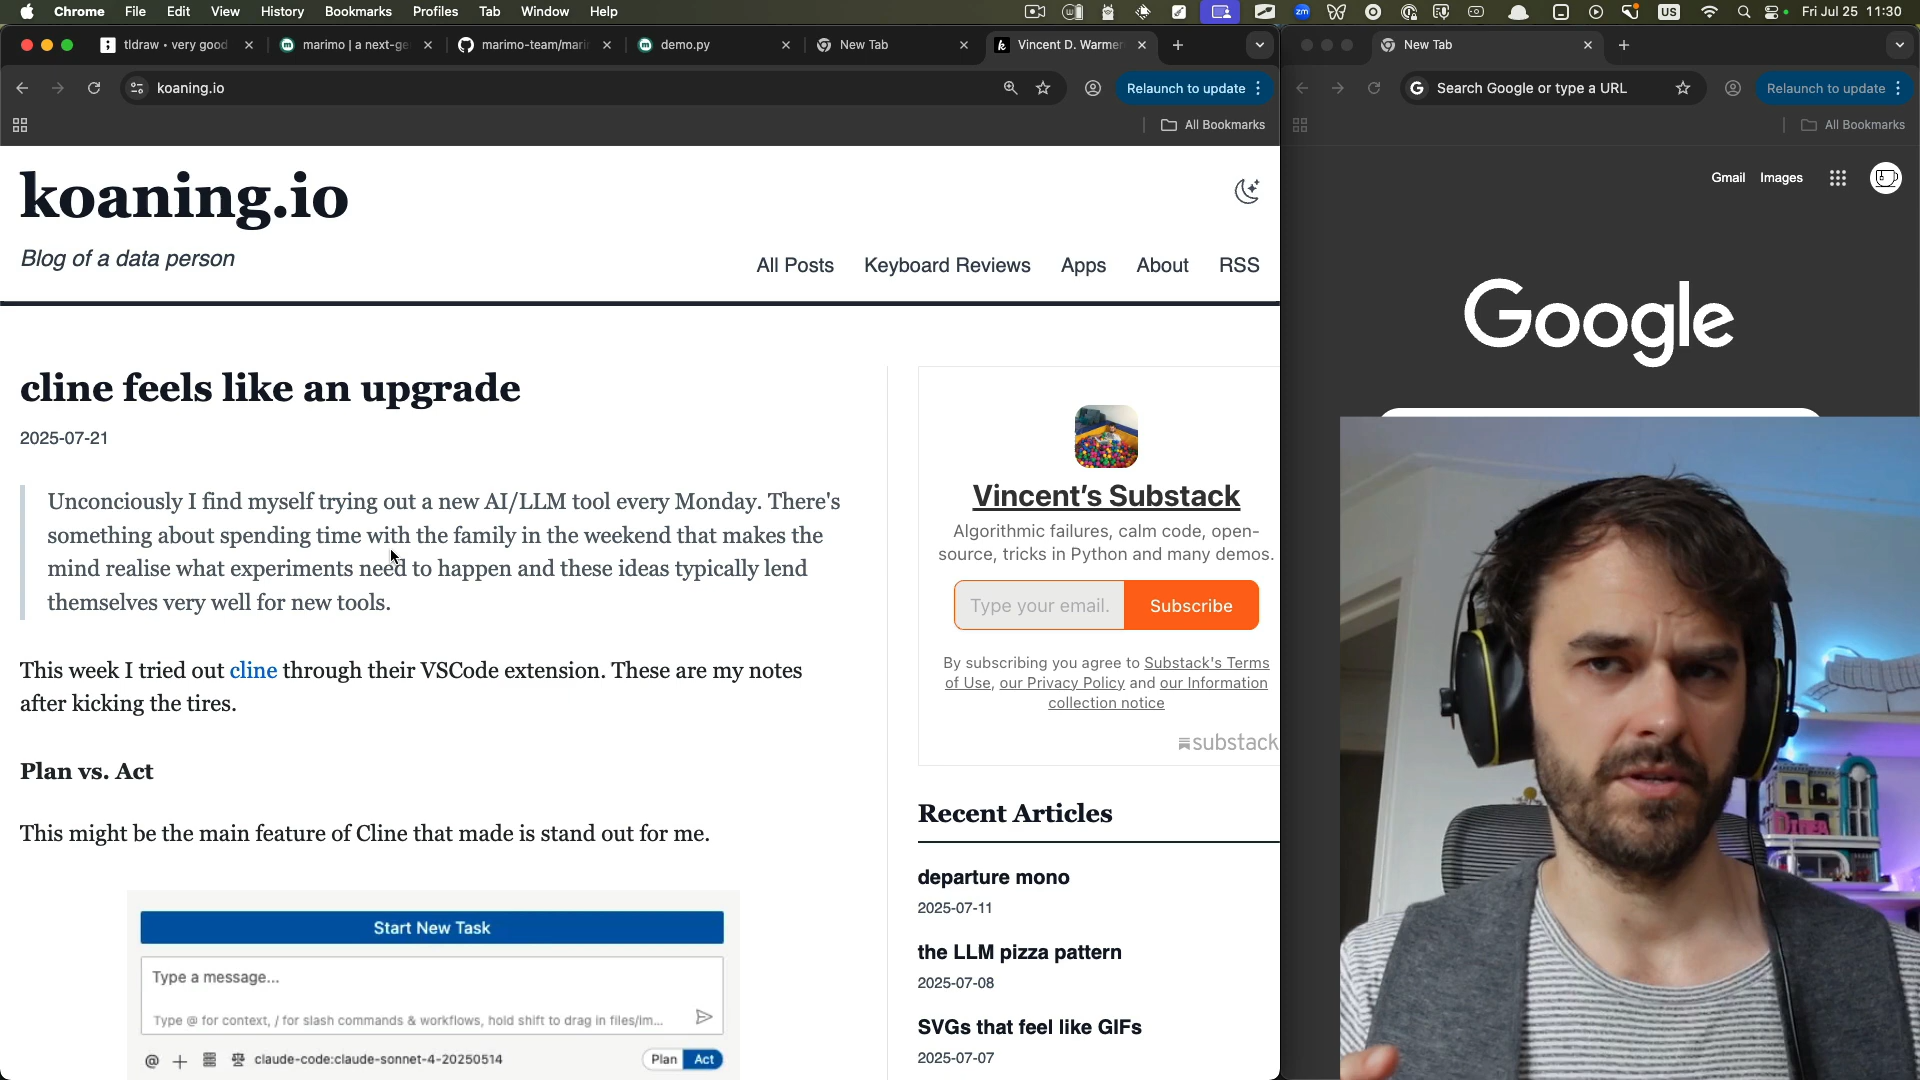 Chrome File Edit View History Bookmarks Profiles Tab Window Help
US
Fri Jul 25 11:30
tldraw • very good
marimo | a next-ge
marimo-team/mari
demo.py
New Tab
Vincent D. Warmer
New Tab
koaning.io
Relaunch to update
Search Google or type a URL
Relaunch to update
All Bookmarks
All Bookmarks
Gmail Images
Google
koaning.io
Blog of a data person
All Posts Keyboard Reviews Apps About RSS
cline feels like an upgrade
2025-07-21
Unconciously I find myself trying out a new AI/LLM tool every Monday. There's
something about spending time with the family in the weekend that makes the
mind realise what experiments need to happen and these ideas typically lend
themselves very well for new tools.
This week I tried out cline through their VSCode extension. These are my notes
after kicking the tires.
Plan vs. Act
This might be the main feature of Cline that made is stand out for me.
Start New Task
Type a message...
Type @ for context, / for slash commands & workflows, hold shift to drag in files/im...
claude-code:claude-sonnet-4-20250514
Plan Act
Vincent's Substack
Algorithmic failures, calm code, open-
source, tricks in Python and many demos.
Type your email.
Subscribe
By subscribing you agree to Substack's Terms
of Use, our Privacy Policy and our Information
collection notice
substack
Recent Articles
departure mono
2025-07-11
the LLM pizza pattern
2025-07-08
SVGs that feel like GIFs
2025-07-07